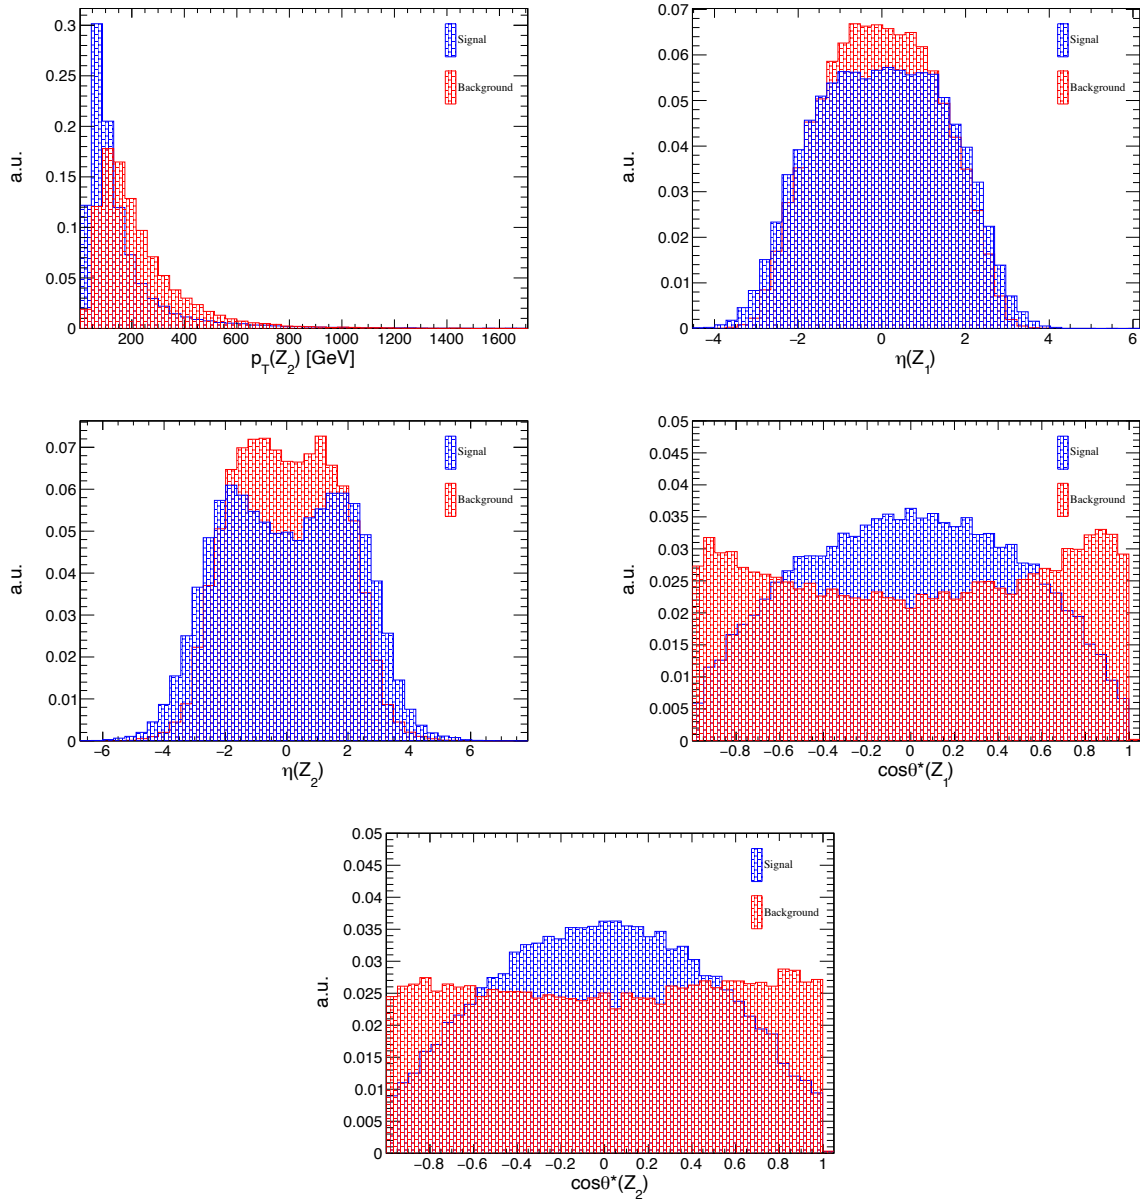 0.3
0.25
0.2
0.15
0.1
0.05
0
a.u.
200 400 600 800 1000 1200 1400 1600
p_T(Z_2) [GeV]
Signal
Background
0.07
0.06
0.05
0.04
0.03
0.02
0.01
0
a.u.
−4 −2 0 2 4 6
η(Z_1)
Signal
Background
0.07
0.06
0.05
0.04
0.03
0.02
0.01
0
a.u.
−6 −4 −2 0 2 4 6
η(Z_2)
Signal
Background
0.05
0.045
0.04
0.035
0.03
0.025
0.02
0.015
0.01
0.005
0
a.u.
−0.8 −0.6 −0.4 −0.2 0 0.2 0.4 0.6 0.8 1
cosθ*(Z_1)
Signal
Background
0.05
0.045
0.04
0.035
0.03
0.025
0.02
0.015
0.01
0.005
0
a.u.
−0.8 −0.6 −0.4 −0.2 0 0.2 0.4 0.6 0.8 1
cosθ*(Z_2)
Signal
Background